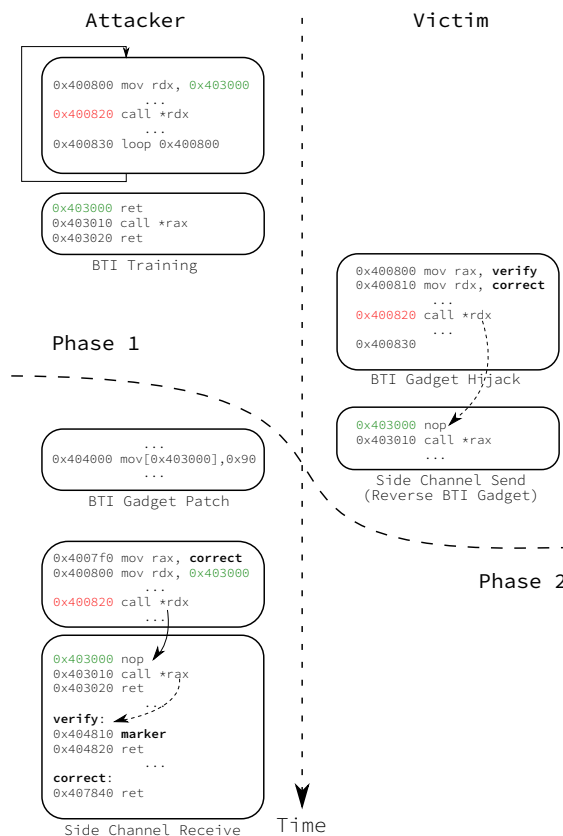 Attacker
0x400800 mov rdx, 0x403000
...
0x400820 call *rdx
...
0x400830 loop 0x400800
0x403000 ret
0x403010 call *rax
0x403020 ret
BTI Training
Phase 1
Victim
0x400800 mov rax, verify
0x400810 mov rdx, correct
...
0x400820 call *rdx
...
0x400830
BTI Gadget Hijack
0x403000 nop
0x403010 call *rax
...
Side Channel Send
(Reverse BTI Gadget)
Phase 2
...
0x404000 mov[0x403000],0x90
...
BTI Gadget Patch
0x4007f0 mov rax, correct
0x400800 mov rdx, 0x403000
...
0x400820 call *rdx
...
0x403000 nop
0x403010 call *rax
0x403020 ret
...
verify:
0x404810 marker
0x404820 ret
...
correct:
0x407840 ret
Side Channel Receive
Time